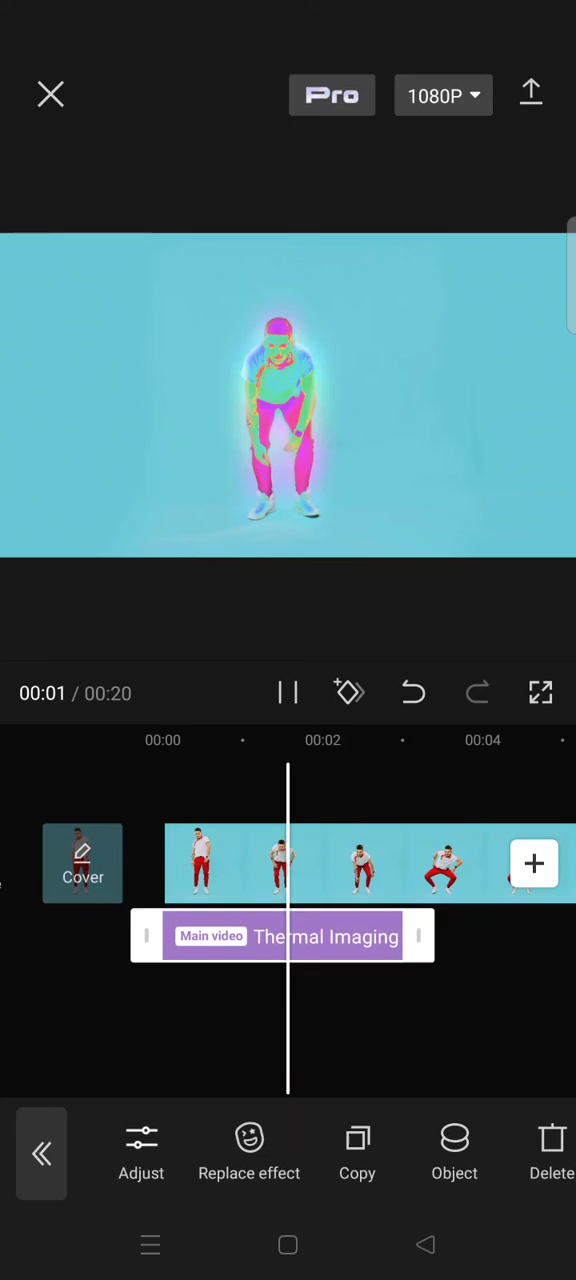 Pro
1080P
00:01 / 00:20
00:00 00:02 00:04
Cover
Main video Thermal Imaging
Adjust Replace effect Copy Object Delete